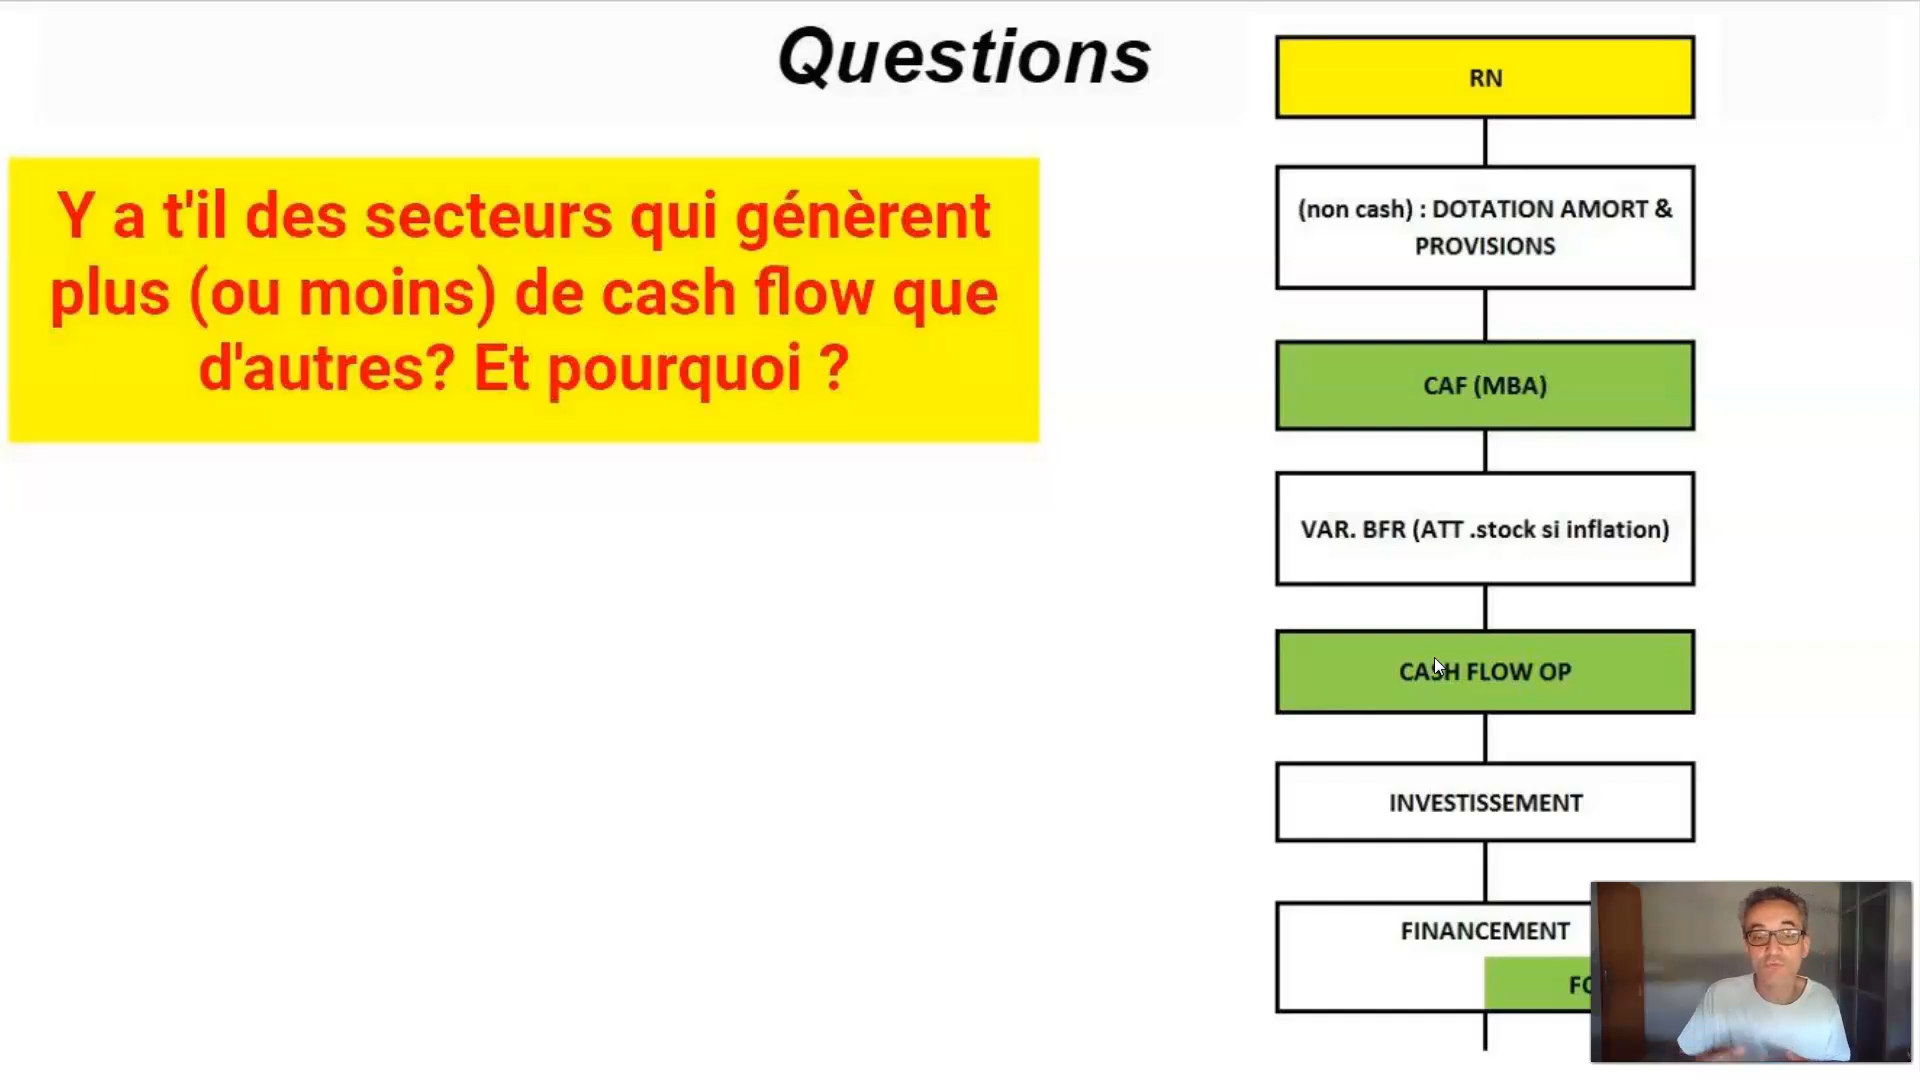 Questions
Y a t'il des secteurs qui génèrent
plus (ou moins) de cash flow que
d'autres? Et pourquoi ?
RN
(non cash) : DOTATION AMORT &
PROVISIONS
CAF (MBA)
VAR. BFR (ATT .stock si inflation)
CASH FLOW OP
INVESTISSEMENT
FINANCEMENT